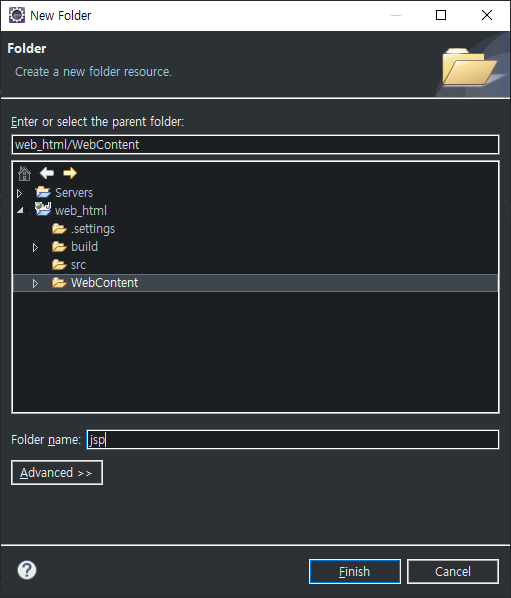 New Folder
Folder
Create a new folder resource.
Enter or select the parent folder:
web_html/WebContent
Servers
web_html
.settings
build
src
WebContent
Folder name: jsp
Advanced >>
?
Finish Cancel